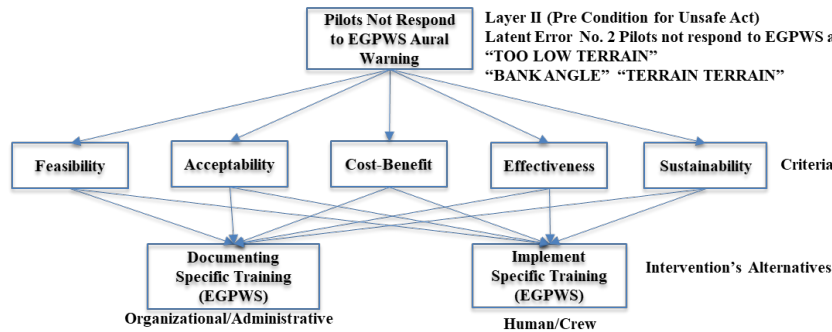 Pilots Not Respond
to EGPWS Aural
Warning
Layer II (Pre Condition for Unsafe Act)
Latent Error No. 2 Pilots not respond to EGPWS a
“TOO LOW TERRAIN”
“BANK ANGLE” “TERRAIN TERRAIN”
Feasibility
Acceptability
Cost-Benefit
Effectiveness
Sustainability
Criteria
Documenting
Specific Training
(EGPWS)
Organizational/Administrative
Implement
Specific Training
(EGPWS)
Human/Crew
Intervention’s Alternatives